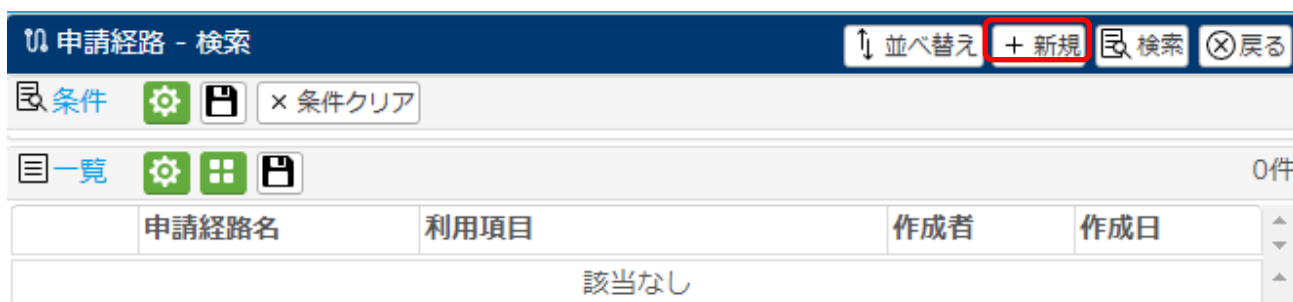 申請経路 - 検索 並べ替え + 新規 検索 戻る
条件 × 条件クリア
一覧 0件
申請経路名 利用項目 作成者 作成日
該当なし